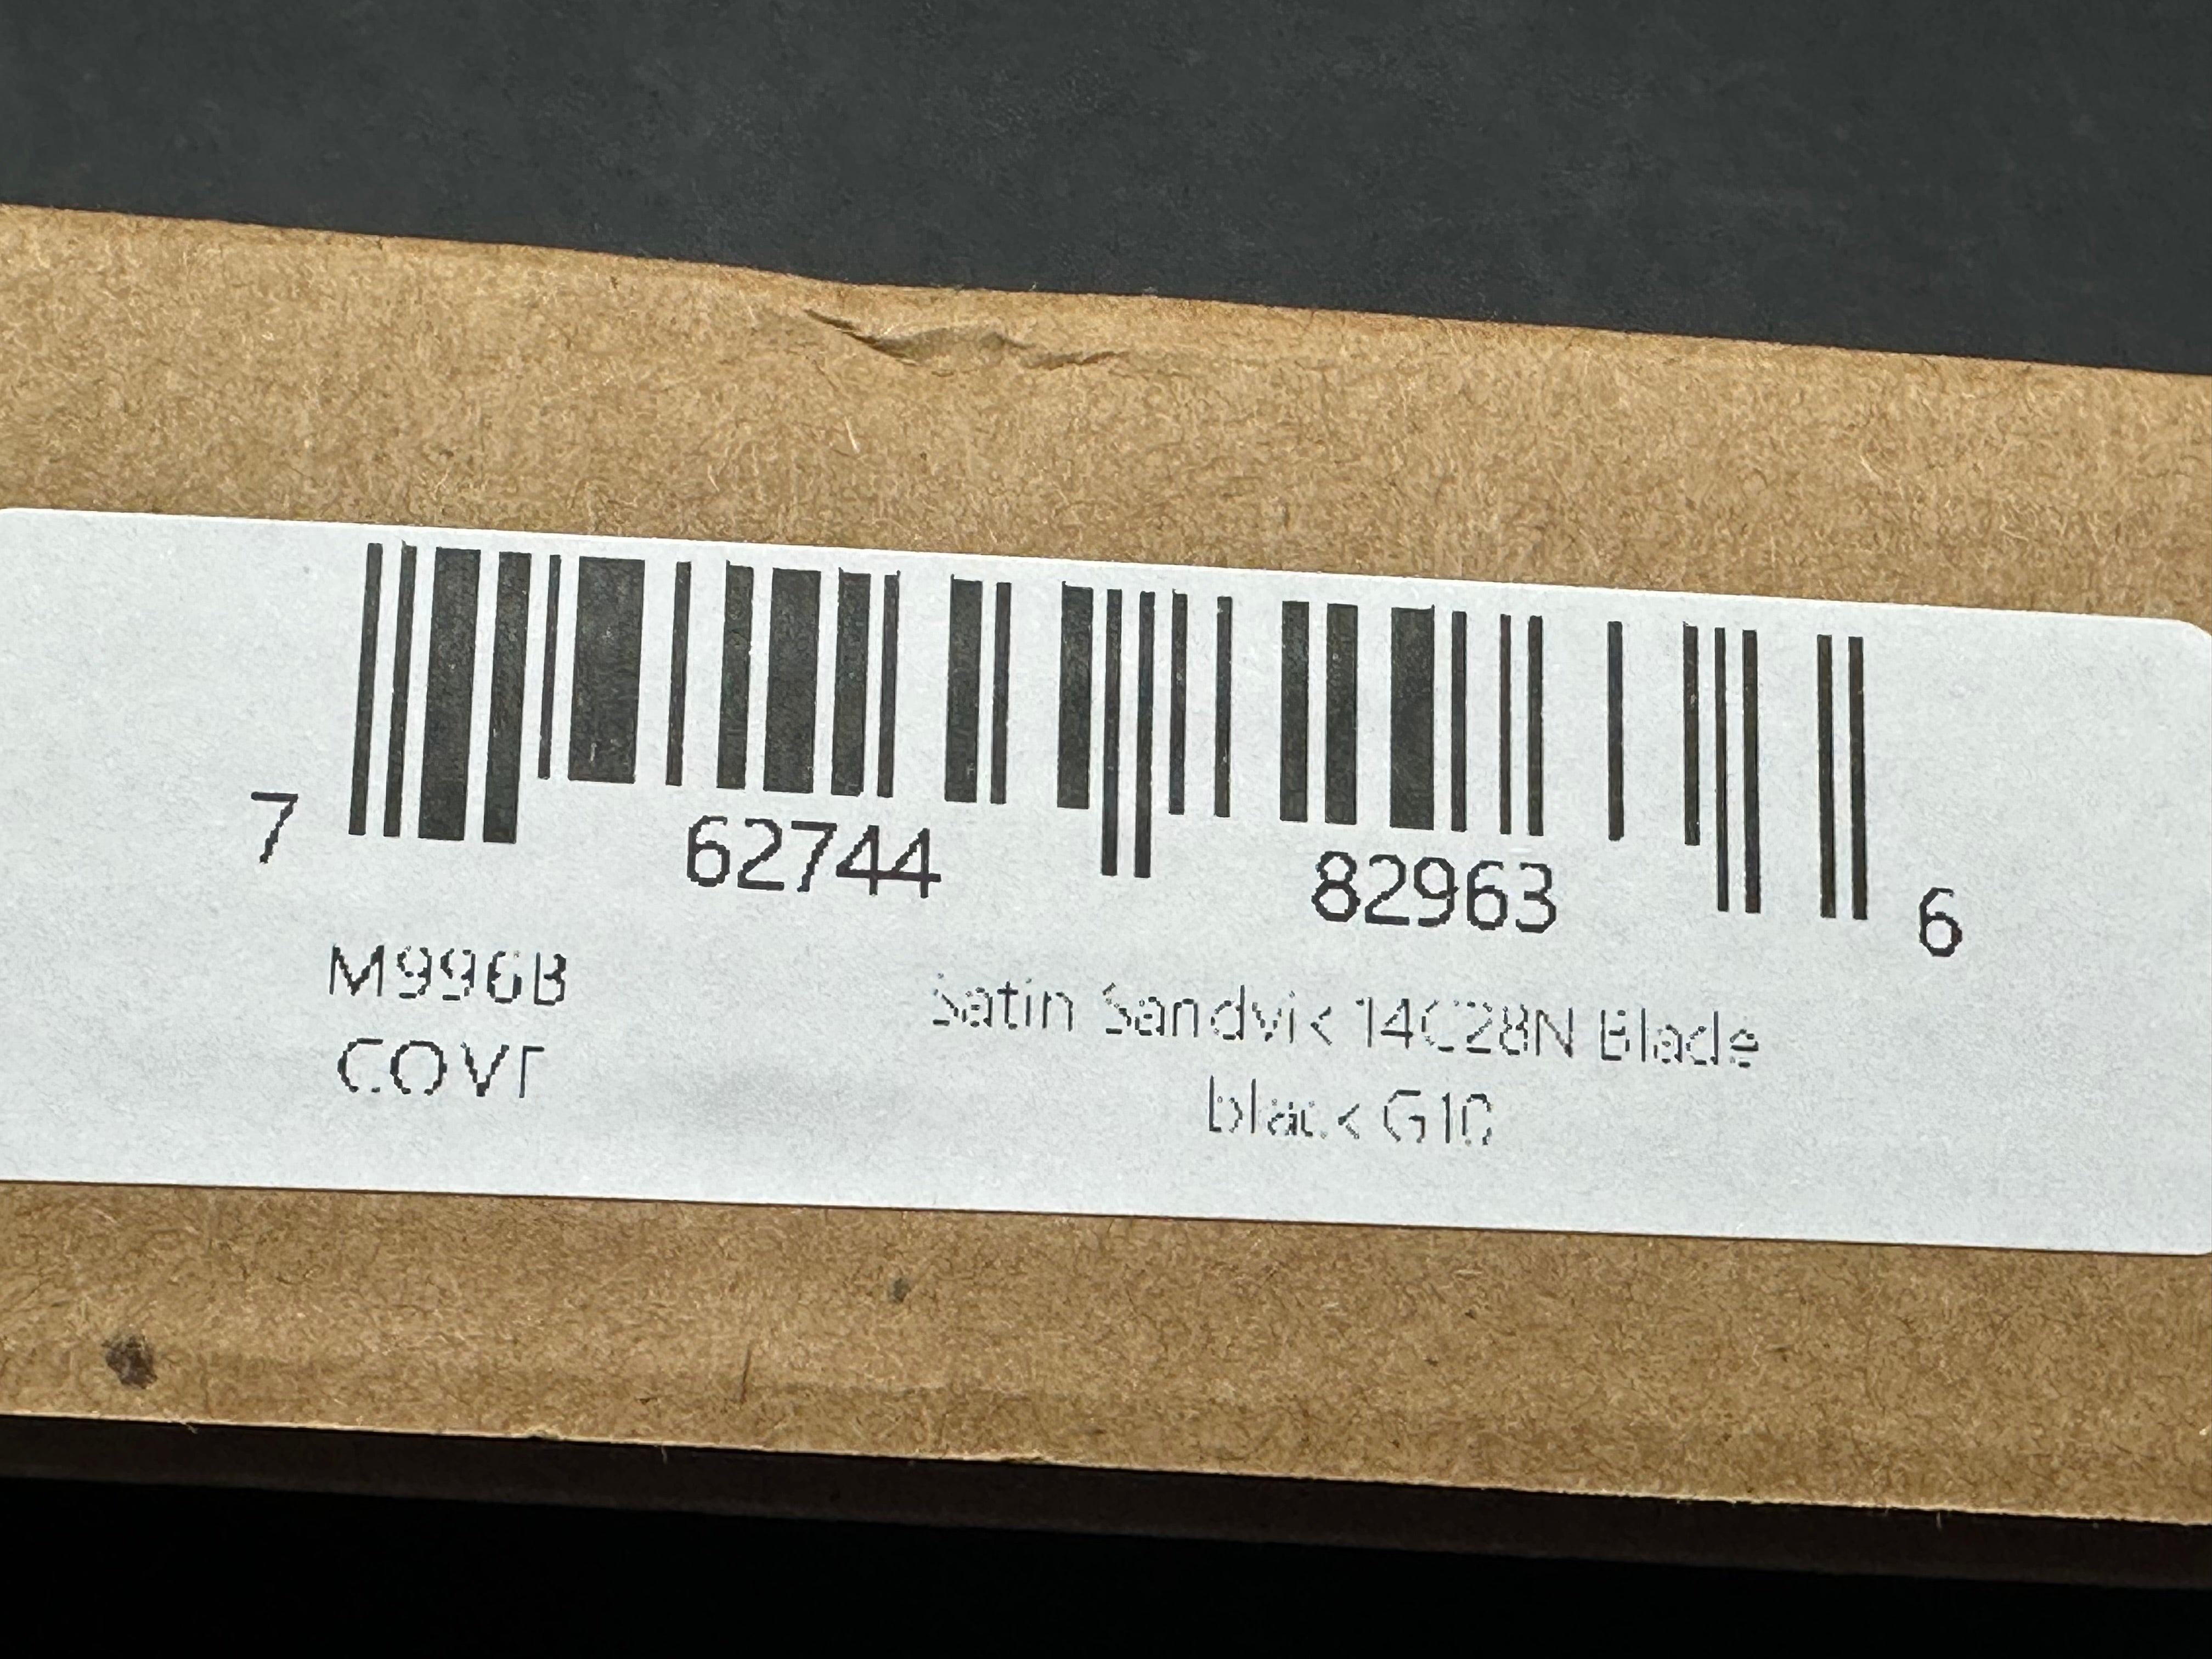 7 62744 82963 6
M996B
COVT
Satin Sandvik 14C28N Blade
black G10